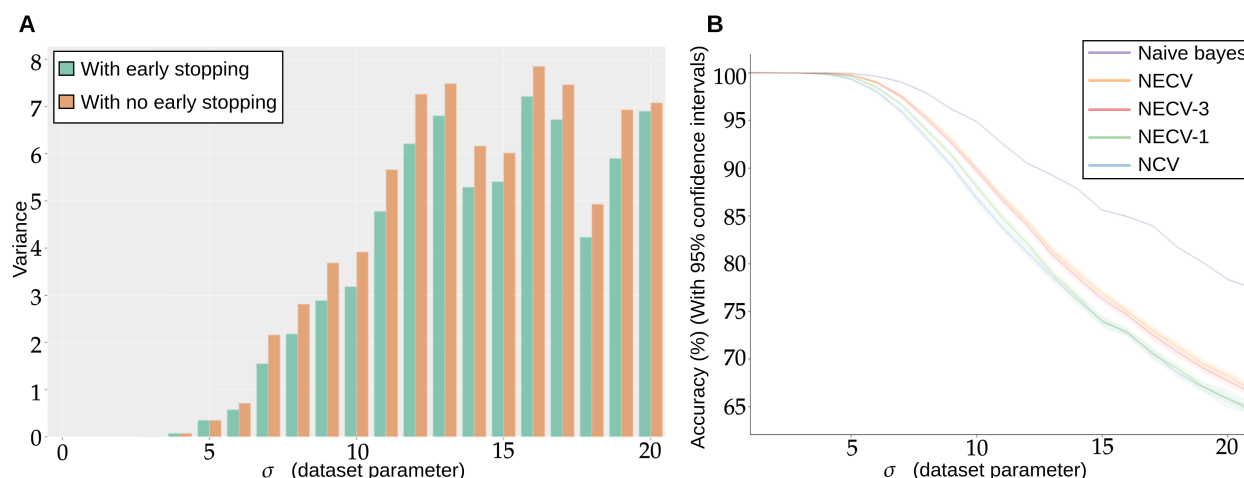 A
With early stopping
With no early stopping
Variance
8
7
6
5
4
3
2
1
0
0 5 10 15 20
σ (dataset parameter)
B
Accuracy (%) (With 95% confidence intervals)
100
95
90
85
80
75
70
65
5 10 15 20
σ (dataset parameter)
Naive bayes
NECV
NECV-3
NECV-1
NCV